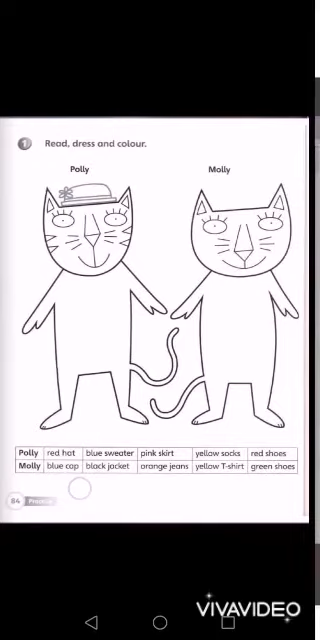 1 Read, dress and colour.
Polly Molly
Polly red hat blue sweater pink skirt yellow socks red shoes
Molly blue cap black jacket orange jeans yellow T-shirt green shoes
84 Practice
VIVAVIDEO